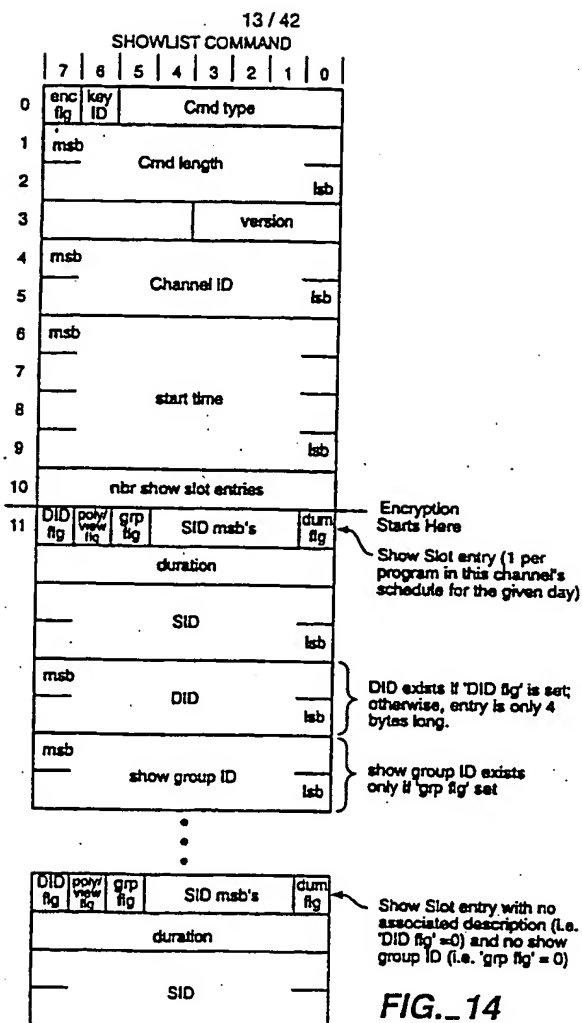 13 / 42
SHOWLIST COMMAND
7 6 5 4 3 2 1 0
0 enc flg key ID Cmd type
1 msb
Cmd length
2 lsb
3 version
4 msb
Channel ID
5 lsb
6 msb
7
start time
8
9 lsb
10 nbr show slot entries
Encryption
Starts Here
11 DID flg poly/view flg grp flg SID msb's dum flg
Show Slot entry (1 per
program in this channel's
schedule for the given day)
duration
SID
lsb
msb
DID
lsb
DID exists if 'DID flg' is set;
otherwise, entry is only 4
bytes long.
msb
show group ID
lsb
show group ID exists
only if 'grp flg' set
DID flg poly/view flg grp flg SID msb's dum flg
Show Slot entry with no
associated description (i.e.
'DID flg' =0) and no show
group ID (i.e. 'grp flg' = 0)
duration
SID
FIG._14